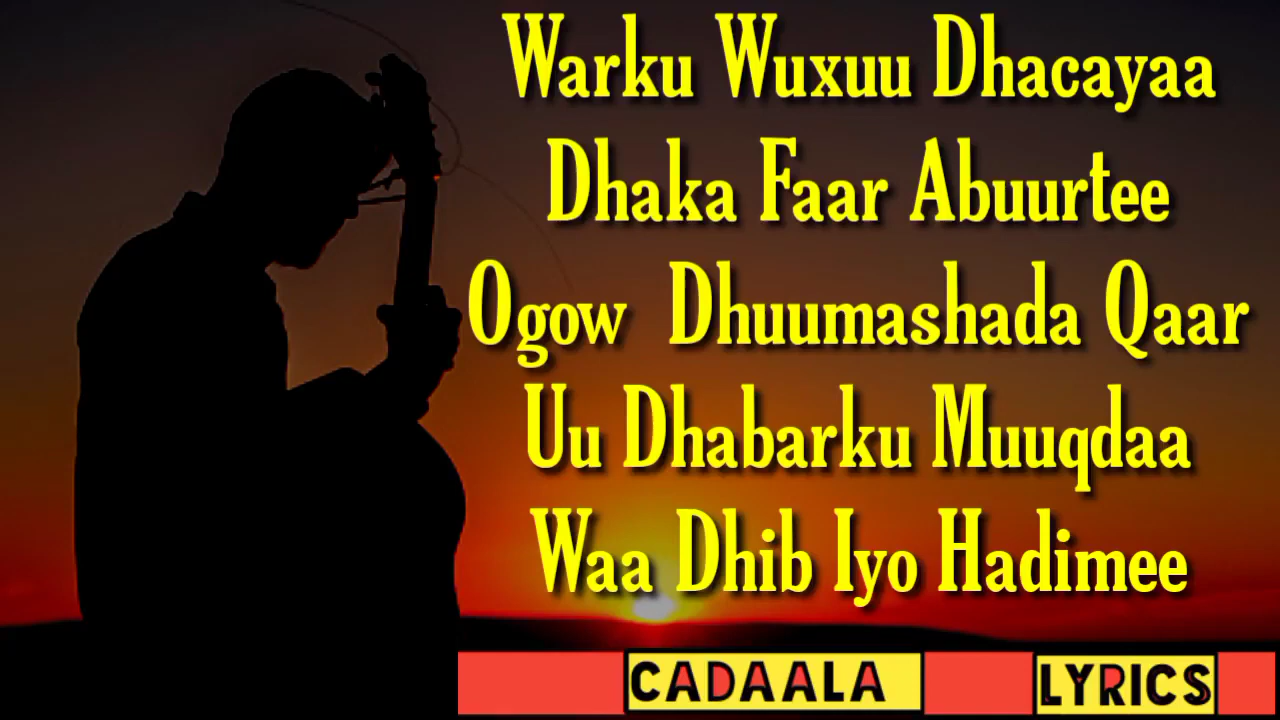 Warku Wuxuu Dhacayaa
Dhaka Faar Abuurtee
Ogow Dhuumashada Qaar
Uu Dhabarku Muuqdaa
Waa Dhib Iyo Hadimee
CADAALA LYRICS